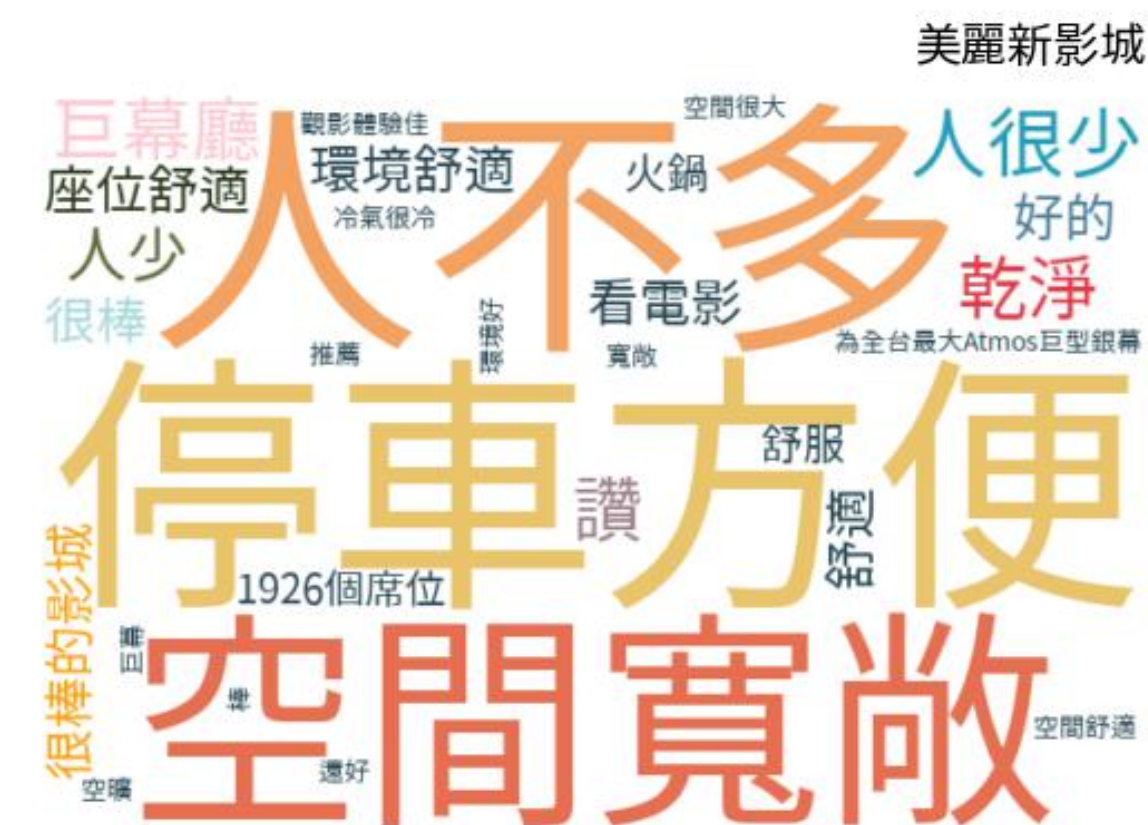 美麗新影城
巨幕廳
觀影體驗佳
空間很大
人不多
人很少
座位舒適
環境舒適
火鍋
好的
冷氣很冷
人少
乾淨
看電影
很棒
環境好
推薦
寬敞
為全台最大Atmos巨型銀幕
停車方便
舒服
讚
舒適
很棒的影城
1926個席位
巨幕
空間寬敞
棒
空間舒適
還好
空曠